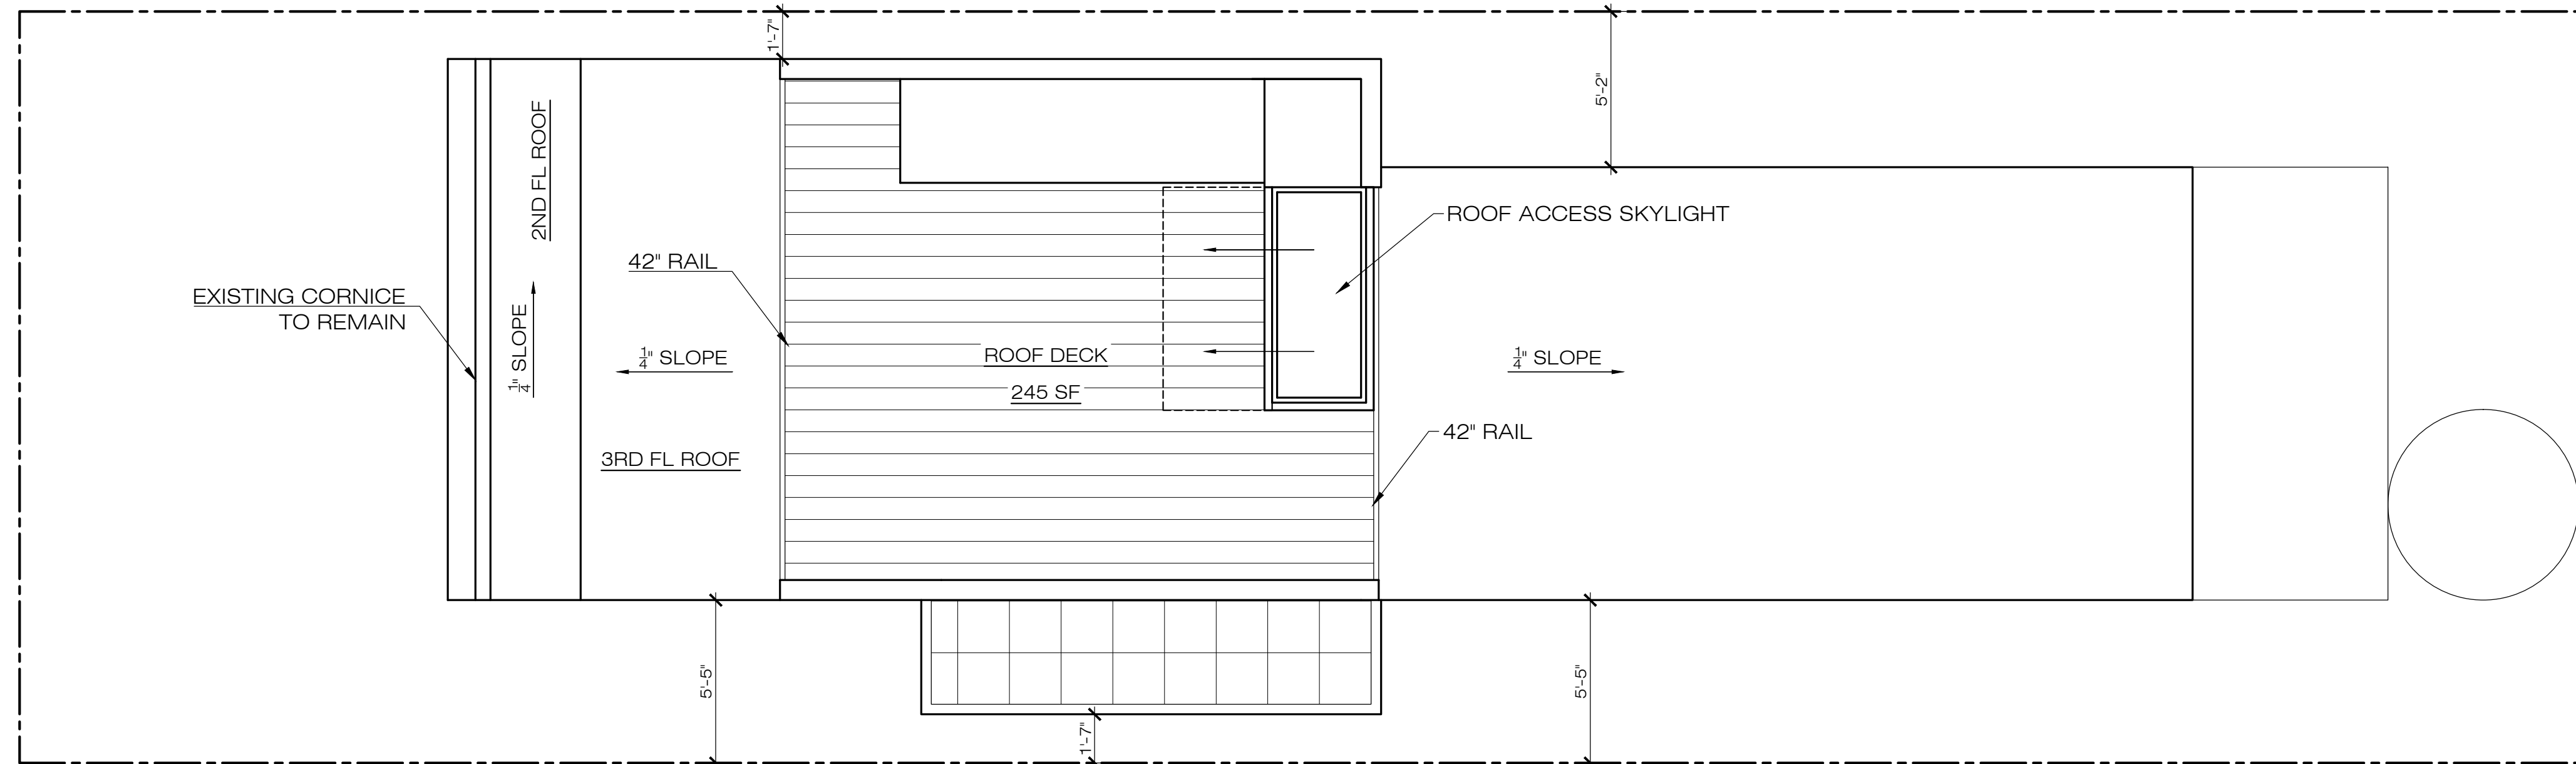 1'-7"
5'-2"
2ND FL ROOF
ROOF ACCESS SKYLIGHT
42" RAIL
EXISTING CORNICE
TO REMAIN
1/4" SLOPE
1/4" SLOPE
ROOF DECK
245 SF
1/4" SLOPE
42" RAIL
3RD FL ROOF
5'-5"
5'-5"
1'-7"